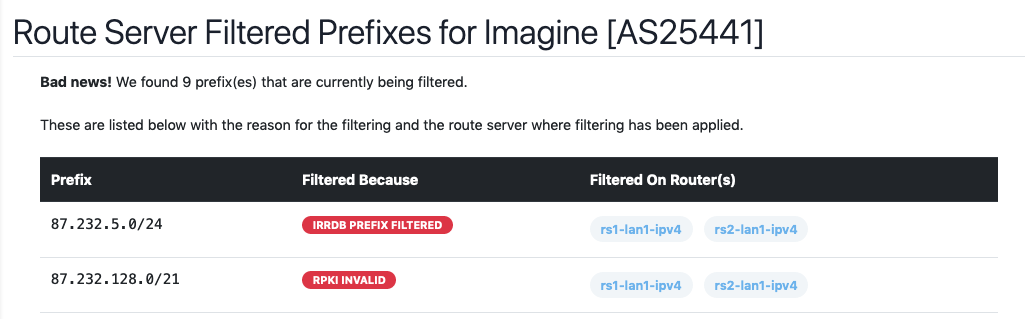 Route Server Filtered Prefixes for Imagine [AS25441]
Bad news! We found 9 prefix(es) that are currently being filtered.
These are listed below with the reason for the filtering and the route server where filtering has been applied.
Prefix Filtered Because Filtered On Router(s)
87.232.5.0/24 IRRDB PREFIX FILTERED rs1-lan1-ipv4 rs2-lan1-ipv4
87.232.128.0/21 RPKI INVALID rs1-lan1-ipv4 rs2-lan1-ipv4